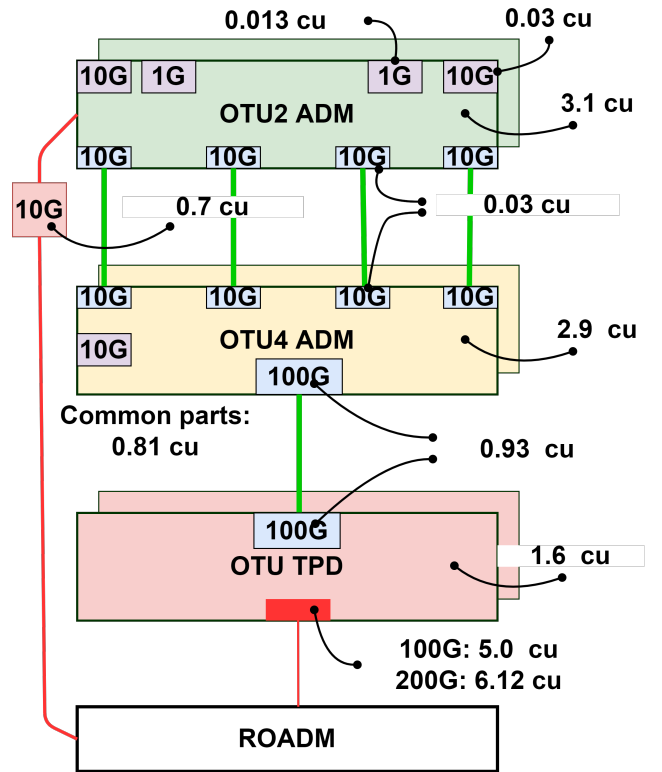 0.013 cu
0.03 cu
10G
1G
1G
10G
OTU2 ADM
3.1 cu
10G
10G
10G
10G
10G
0.7 cu
0.03 cu
10G
10G
10G
10G
OTU4 ADM
2.9 cu
10G
100G
Common parts:
0.81 cu
0.93 cu
100G
OTU TPD
1.6 cu
100G: 5.0 cu
200G: 6.12 cu
ROADM